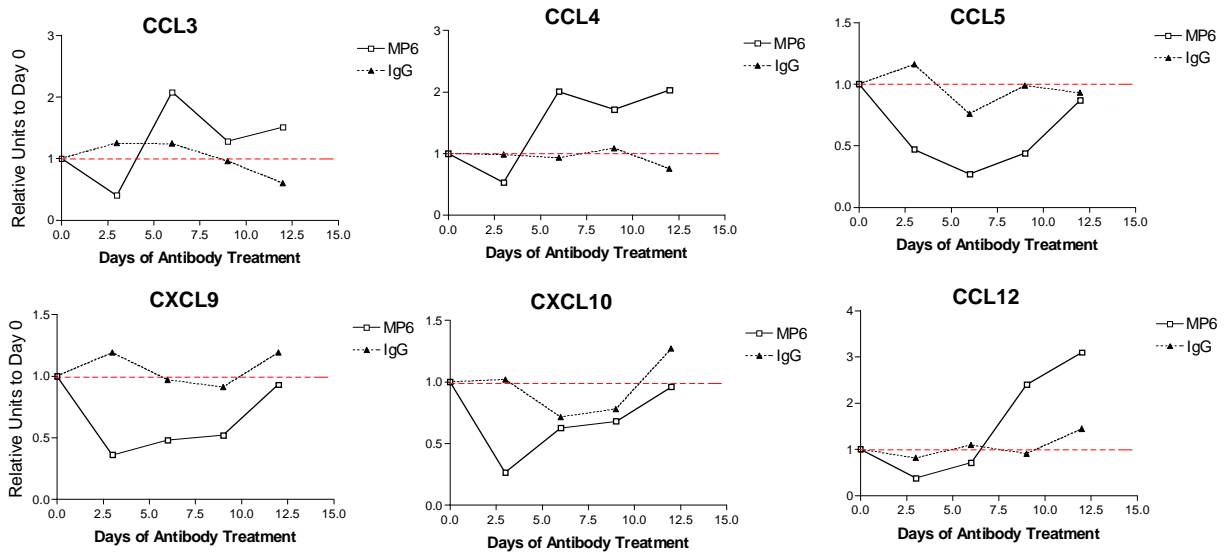 CCL3
Relative Units to Day 0
3
2
1
0
0.0 2.5 5.0 7.5 10.0 12.5 15.0
Days of Antibody Treatment
MP6
IgG
CCL4
3
2
1
0
0.0 2.5 5.0 7.5 10.0 12.5 15.0
Days of Antibody Treatment
MP6
IgG
CCL5
1.5
1.0
0.5
0.0
0.0 2.5 5.0 7.5 10.0 12.5 15.0
Days of Antibody Treatment
MP6
IgG
CXCL9
Relative Units to Day 0
1.5
1.0
0.5
0.0
0.0 2.5 5.0 7.5 10.0 12.5 15.0
Days of Antibody Treatment
MP6
IgG
CXCL10
1.5
1.0
0.5
0.0
0.0 2.5 5.0 7.5 10.0 12.5 15.0
Days of Antibody Treatment
MP6
IgG
CCL12
4
3
2
1
0
0.0 2.5 5.0 7.5 10.0 12.5 15.0
Days of Antibody Treatment
MP6
IgG